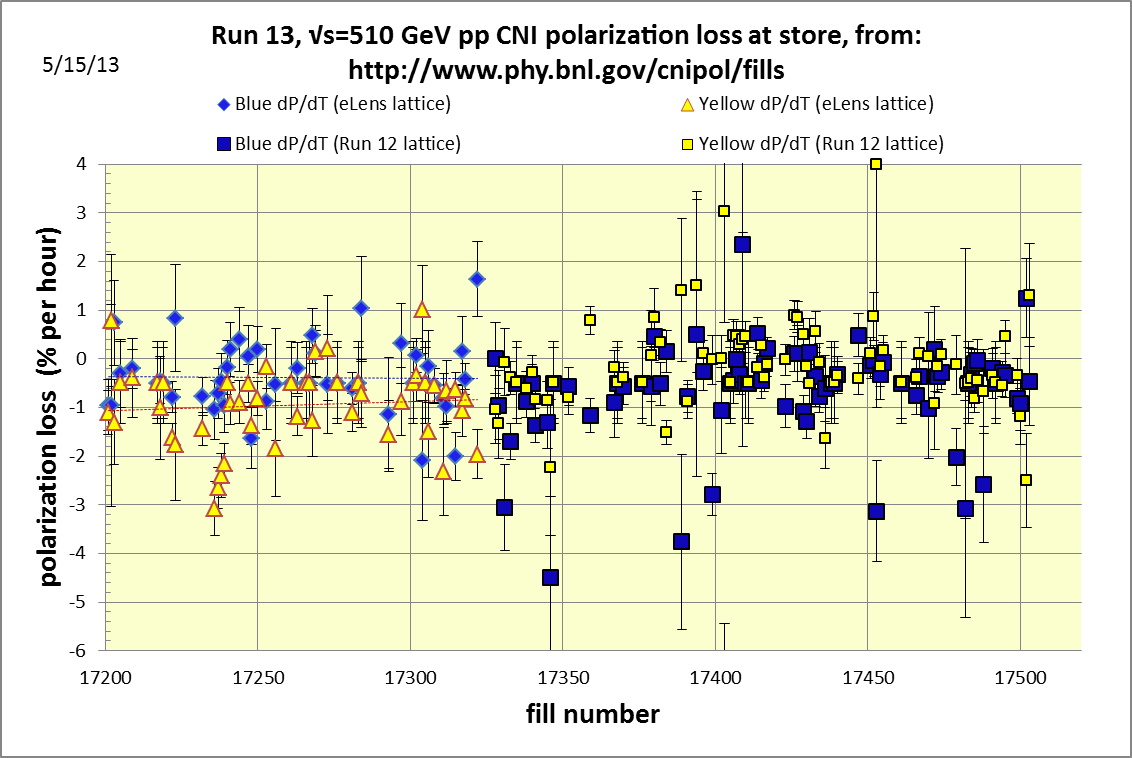 Run 13, √s=510 GeV pp CNI polarization loss at store, from:
http://www.phy.bnl.gov/cnipol/fills
5/15/13
Blue dP/dT (eLens lattice)
Yellow dP/dT (eLens lattice)
Blue dP/dT (Run 12 lattice)
Yellow dP/dT (Run 12 lattice)
polarization loss (% per hour)
4
3
2
1
0
-1
-2
-3
-4
-5
-6
17200 17250 17300 17350 17400 17450 17500
fill number